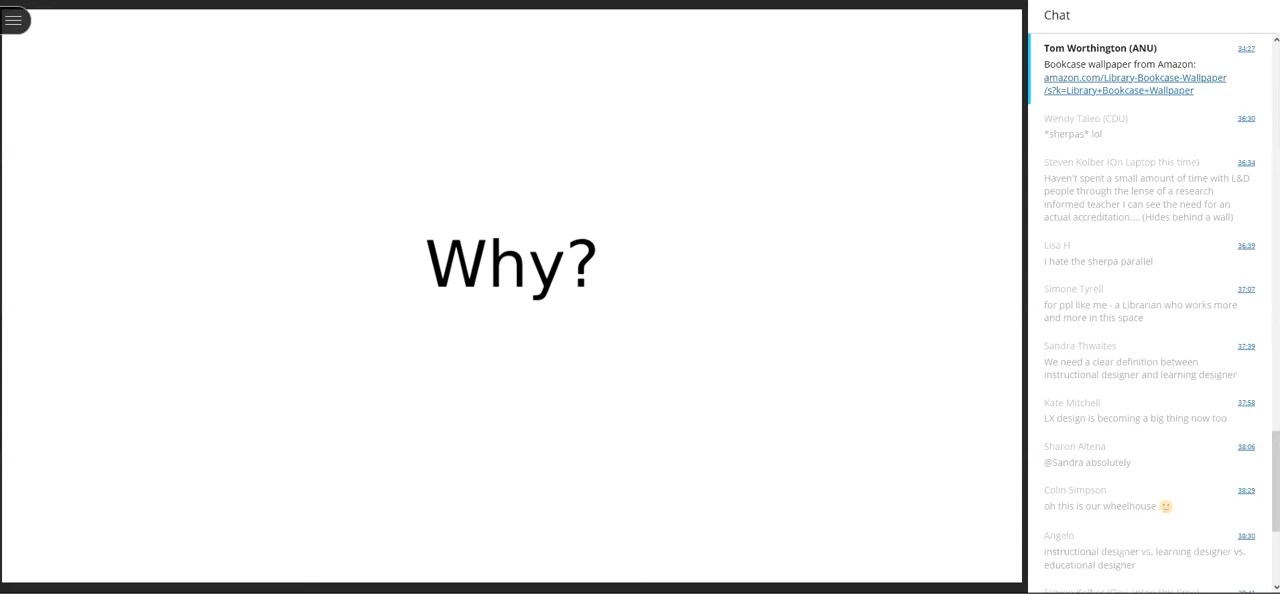 Why?
Chat
Tom Worthington (ANU) 34:27
Bookcase wallpaper from Amazon:
amazon.com/Library-Bookcase-Wallpaper
/s?k=Library+Bookcase+Wallpaper
Wendy Taleo (CDU) 36:30
*sherpas* lol
Steven Kolber (On Laptop this time) 36:34
Haven't spent a small amount of time with L&D
people through the lense of a research
informed teacher I can see the need for an
actual accreditation.... (Hides behind a wall)
Lisa H 36:39
I hate the sherpa parallel
Simone Tyrell 37:07
for ppl like me - a Librarian who works more
and more in this space
Sandra Thwaites 37:39
We need a clear definition between
instructional designer and learning designer
Kate Mitchell 37:58
LX design is becoming a big thing now too
Sharon Altena 38:06
@Sandra absolutely
Colin Simpson 38:29
oh this is our wheelhouse
Angelo 38:30
instructional designer vs. learning designer vs.
educational designer